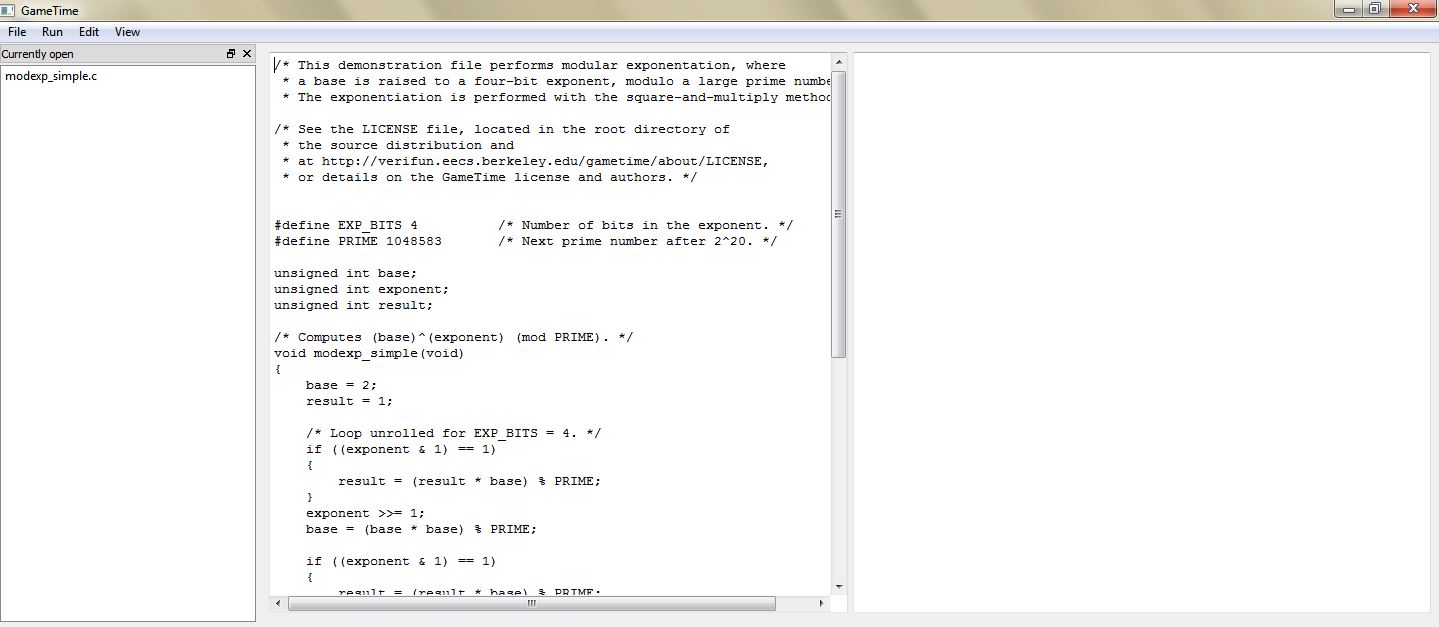 GameTime
File Run Edit View
Currently open
modexp_simple.c
/* This demonstration file performs modular exponentation, where
 * a base is raised to a four-bit exponent, modulo a large prime numbe
 * The exponentiation is performed with the square-and-multiply method
/* See the LICENSE file, located in the root directory of
 * the source distribution and
 * at http://verifun.eecs.berkeley.edu/gametime/about/LICENSE,
 * or details on the GameTime license and authors. */
#define EXP_BITS 4          /* Number of bits in the exponent. */
#define PRIME 1048583       /* Next prime number after 2^20. */
unsigned int base;
unsigned int exponent;
unsigned int result;
/* Computes (base)^(exponent) (mod PRIME). */
void modexp_simple(void)
{
    base = 2;
    result = 1;
    /* Loop unrolled for EXP_BITS = 4. */
    if ((exponent & 1) == 1)
    {
        result = (result * base) % PRIME;
    }
    exponent >>= 1;
    base = (base * base) % PRIME;
    if ((exponent & 1) == 1)
    {
        result = (result * base) % PRIME;